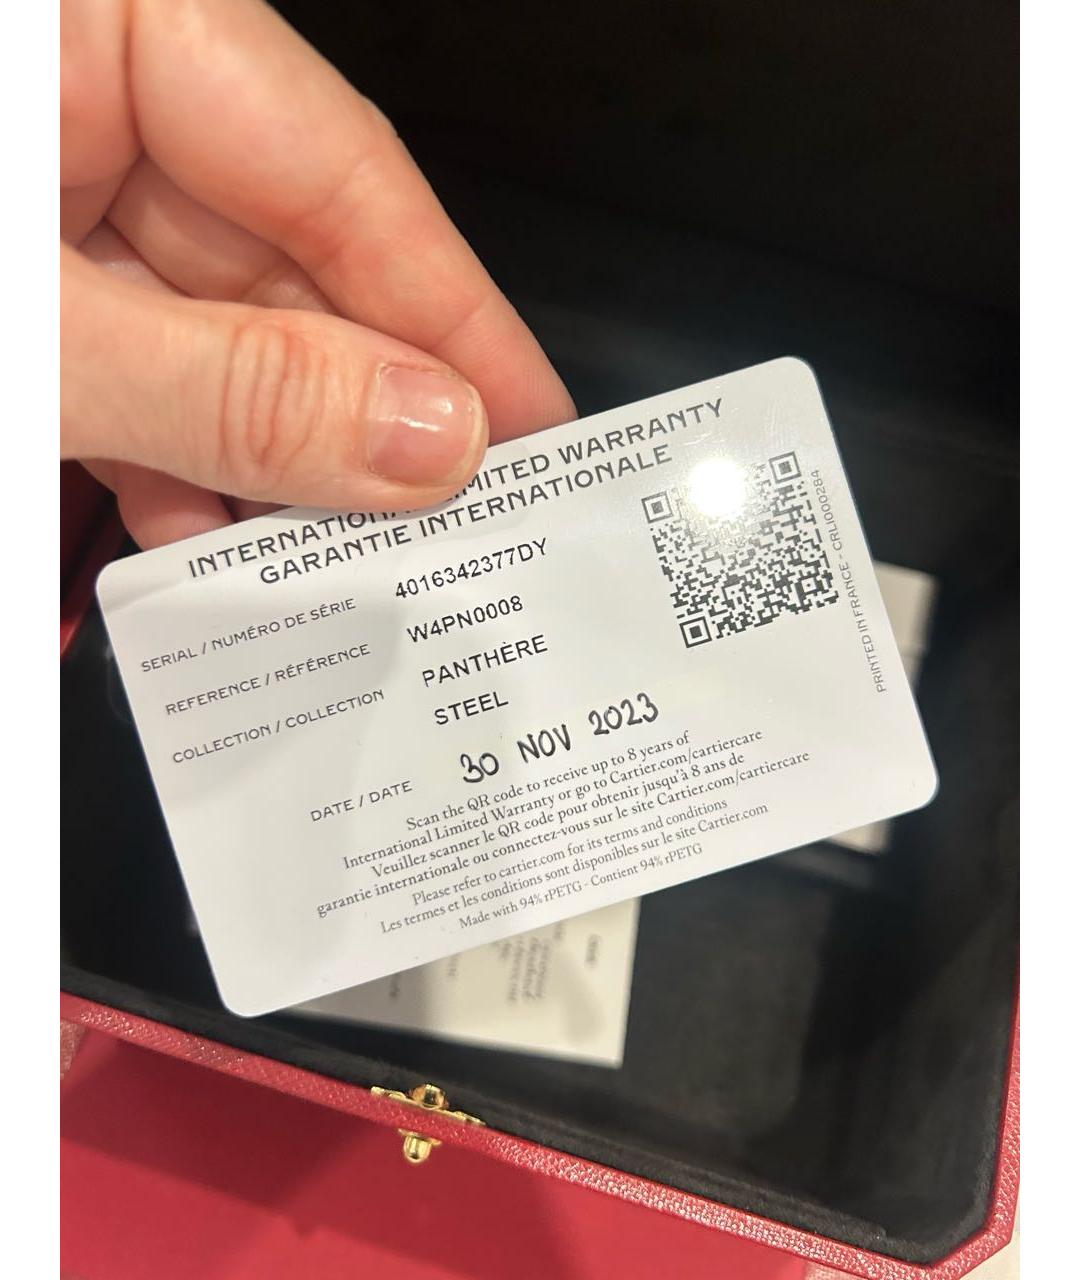 INTERNATIONAL LIMITED WARRANTY
GARANTIE INTERNATIONALE
SERIAL / NUMÉRO DE SÉRIE 4016342377DY
REFERENCE / RÉFÉRENCE W4PN0008
COLLECTION / COLLECTION PANTHÈRE
STEEL
DATE / DATE 30 NOV 2023
Scan the QR code to receive up to 8 years of
International Limited Warranty or go to Cartier.com/cartiercare
Veuillez scanner le QR code pour obtenir jusqu'à 8 ans de
garantie internationale ou connectez-vous sur le site Cartier.com/cartiercare
Please refer to cartier.com for its terms and conditions
Les termes et les conditions sont disponibles sur le site Cartier.com
Made with 94% rPETG - Contient 94% rPETG
PRINTED IN FRANCE - CRLI000284